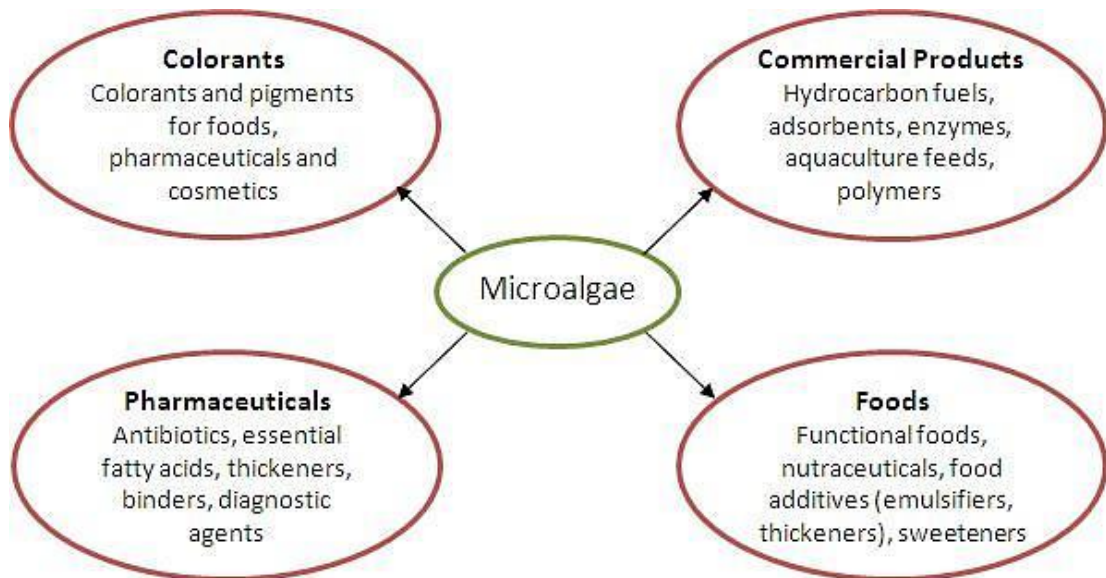 Colorants
Colorants and pigments
for foods,
pharmaceuticals and
cosmetics
Commercial Products
Hydrocarbon fuels,
adsorbents, enzymes,
aquaculture feeds,
polymers
Microalgae
Pharmaceuticals
Antibiotics, essential
fatty acids, thickeners,
binders, diagnostic
agents
Foods
Functional foods,
nutraceuticals, food
additives (emulsifiers,
thickeners), sweeteners